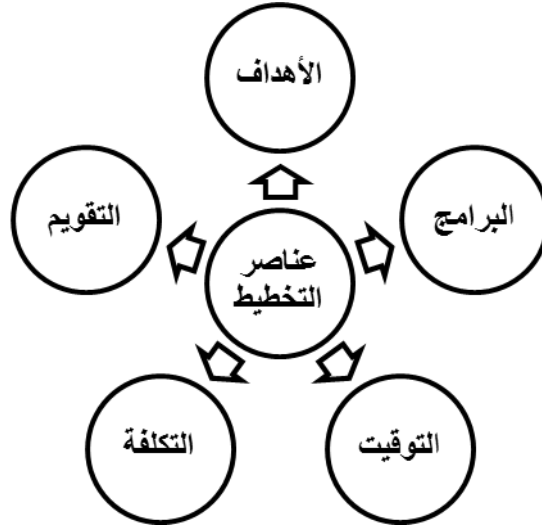 الأهداف
البرامج
التقويم
عناصر
التخطيط
التكلفة
التوقيت